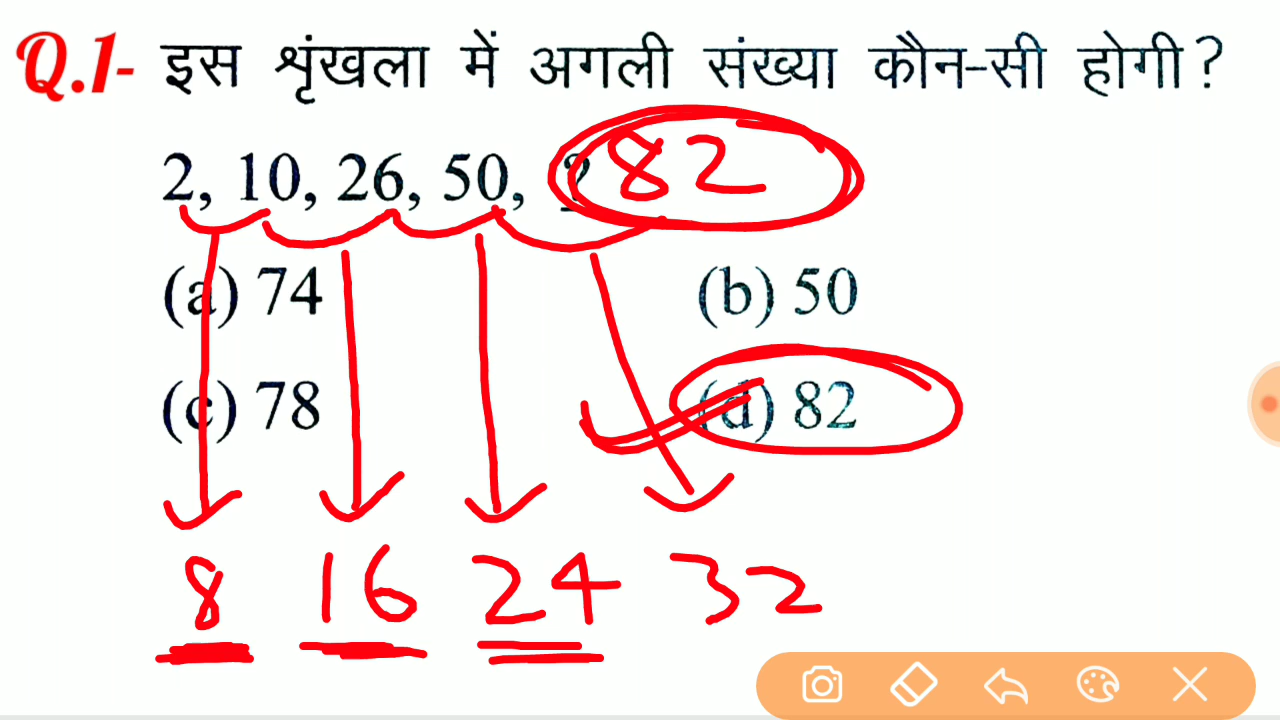 Q.1- इस श्रृंखला में अगली संख्या कौन-सी होगी?
2, 10, 26, 50, ? 82
(a) 74 (b) 50
(c) 78 (d) 82
8 16 24 32